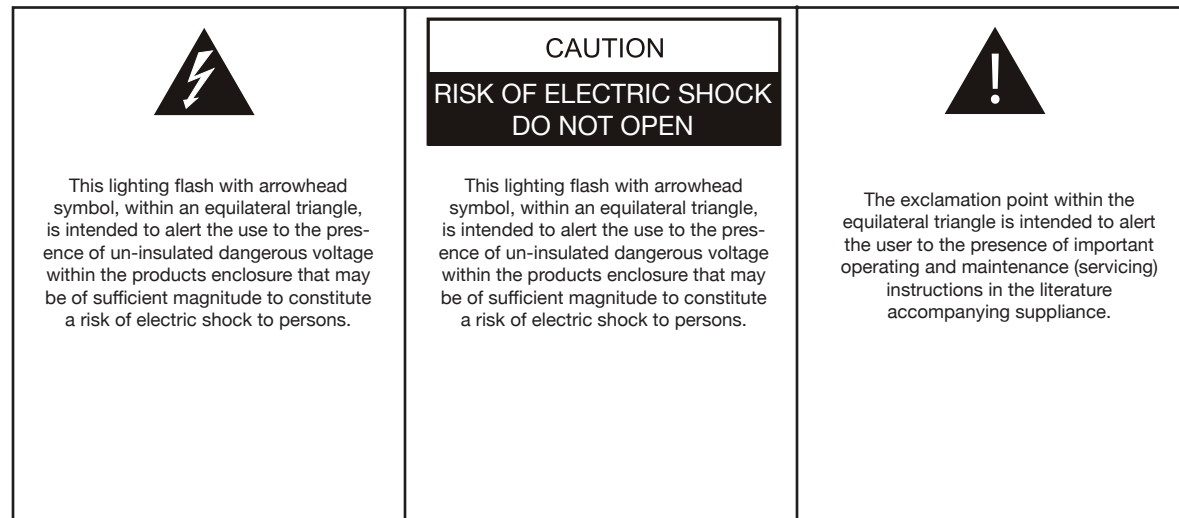 This lighting flash with arrowhead
symbol, within an equilateral triangle,
is intended to alert the use to the pres-
ence of un-insulated dangerous voltage
within the products enclosure that may
be of sufficient magnitude to constitute
a risk of electric shock to persons.
CAUTION
RISK OF ELECTRIC SHOCK
DO NOT OPEN
This lighting flash with arrowhead
symbol, within an equilateral triangle,
is intended to alert the use to the pres-
ence of un-insulated dangerous voltage
within the products enclosure that may
be of sufficient magnitude to constitute
a risk of electric shock to persons.
!
The exclamation point within the
equilateral triangle is intended to alert
the user to the presence of important
operating and maintenance (servicing)
instructions in the literature
accompanying suppliance.